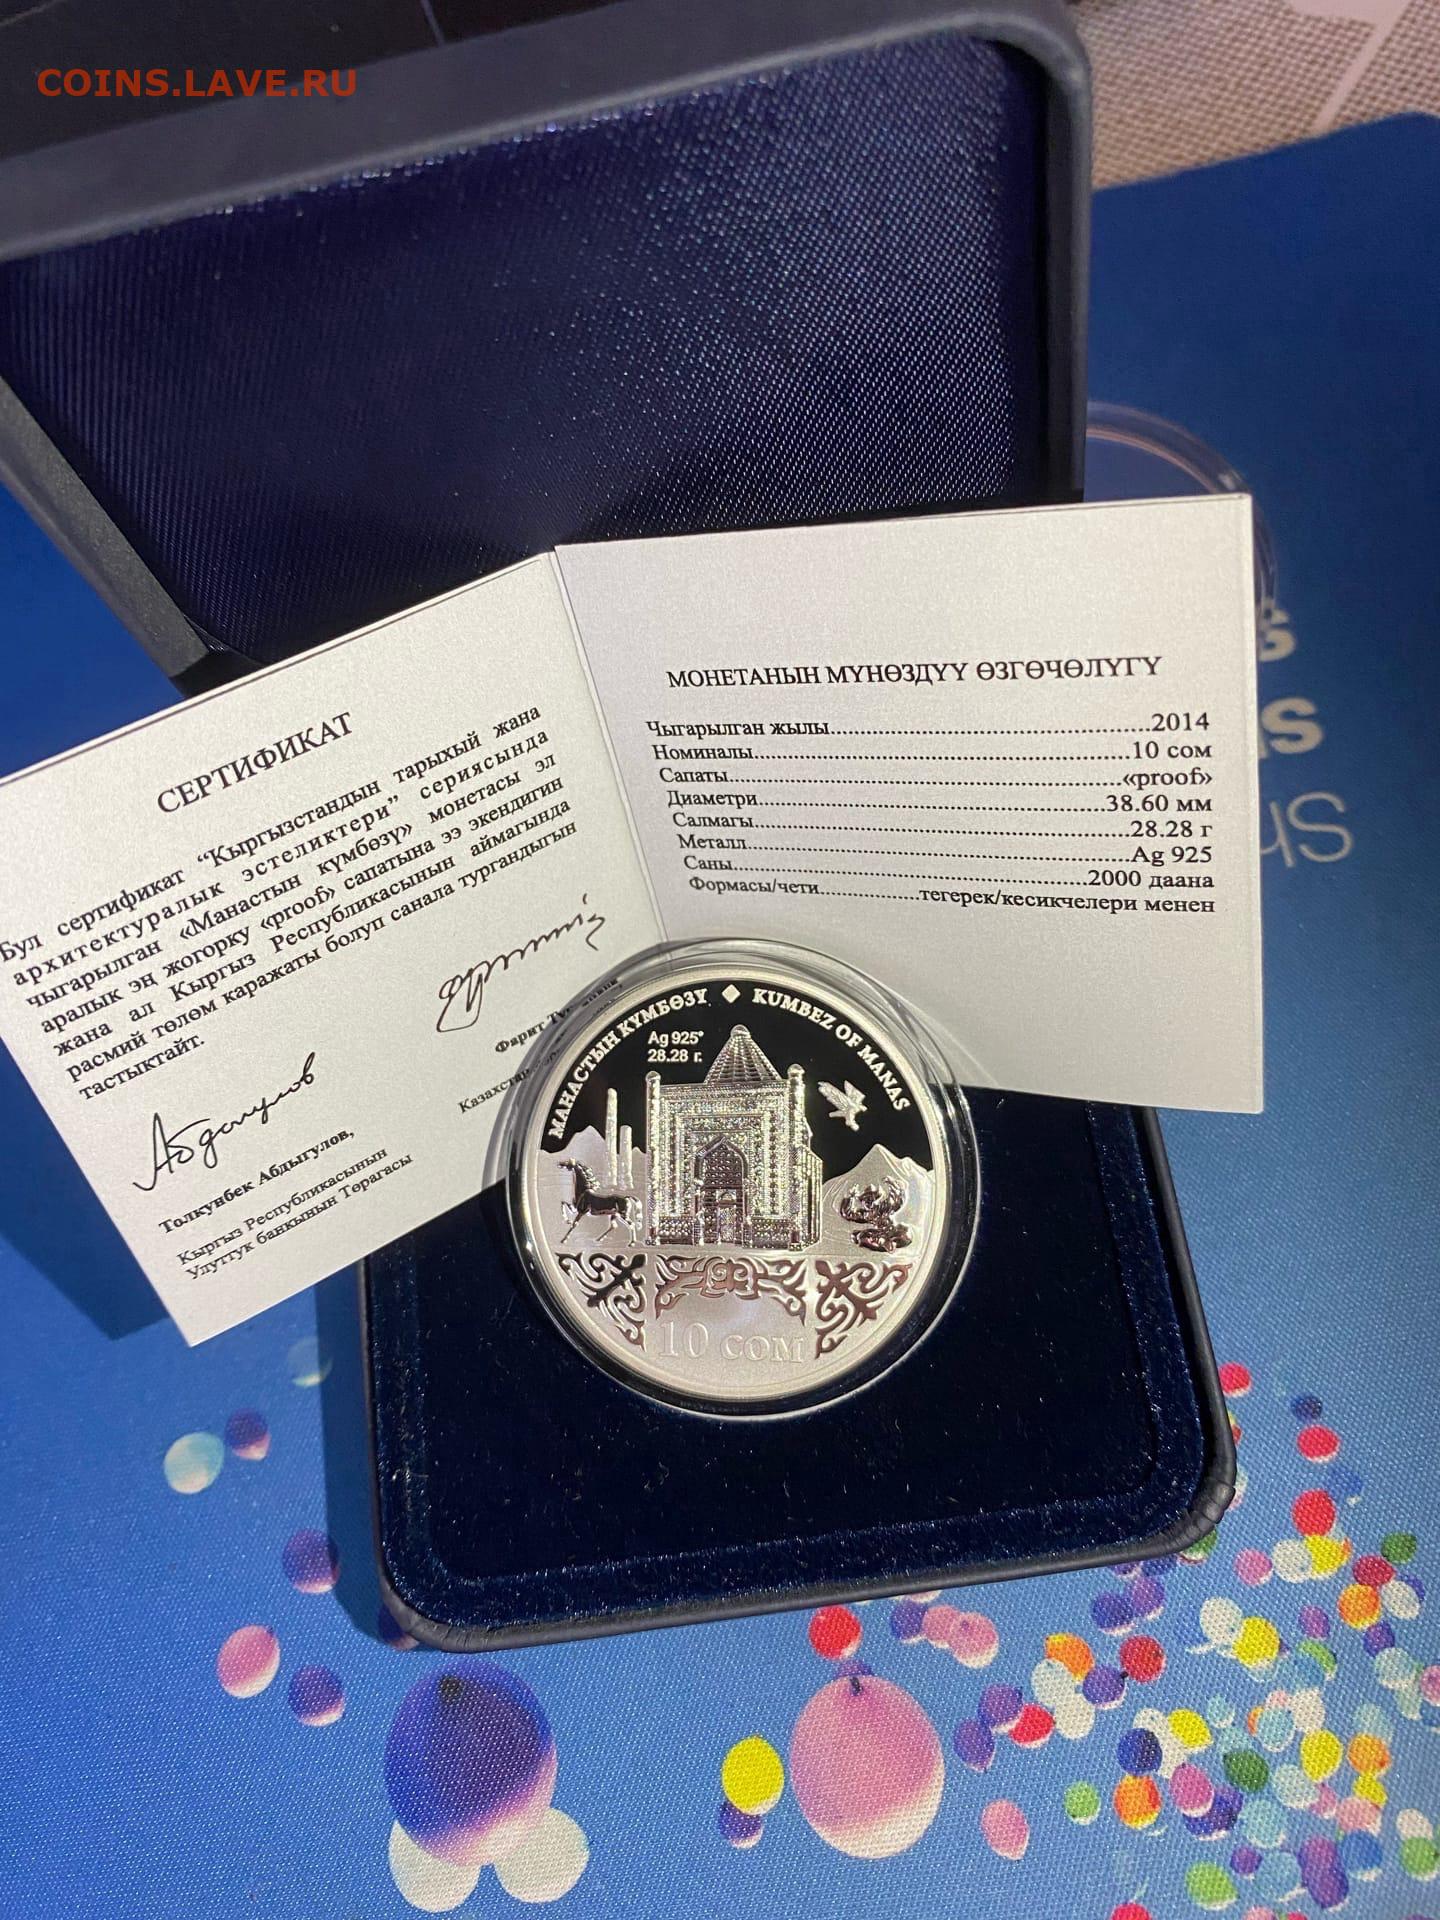 COINS.LAVE.RU
СЕРТИФИКАТ
Бул сертификат “Кыргызстандын тарыхый жана
архитектуралык эстеликтери” сериясында
чыгарылган «Манастын күмбөзү» монетасы эл
аралык эң жогорку «proof» сапатына ээ экендигин
жана ал Кыргыз Республикасынын аймагында
расмий төлөм каражаты болуп санала тургандыгын
тастыктайт.
Толкунбек Абдыгулов,
Кыргыз Республикасынын
Улуттук банкынын Төрагасы
Фарит
МОНЕТАНЫН МҮНӨЗДҮҮ ӨЗГӨЧӨЛҮГҮ
Чыгарылган жылы..............................2014
Номиналы..............................10 сом
Сапаты..............................«proof»
Диаметри..............................38.60 мм
Салмагы..............................28.28 г
Металл..............................Ag 925
Саны..............................2000 даана
Формасы/чети...............тегерек/кесикчелери менен
МАНАСТЫН КҮМБӨЗҮ ◆ KUMBEZ OF MANAS
Ag 925°
28.28 г.
10 СОМ